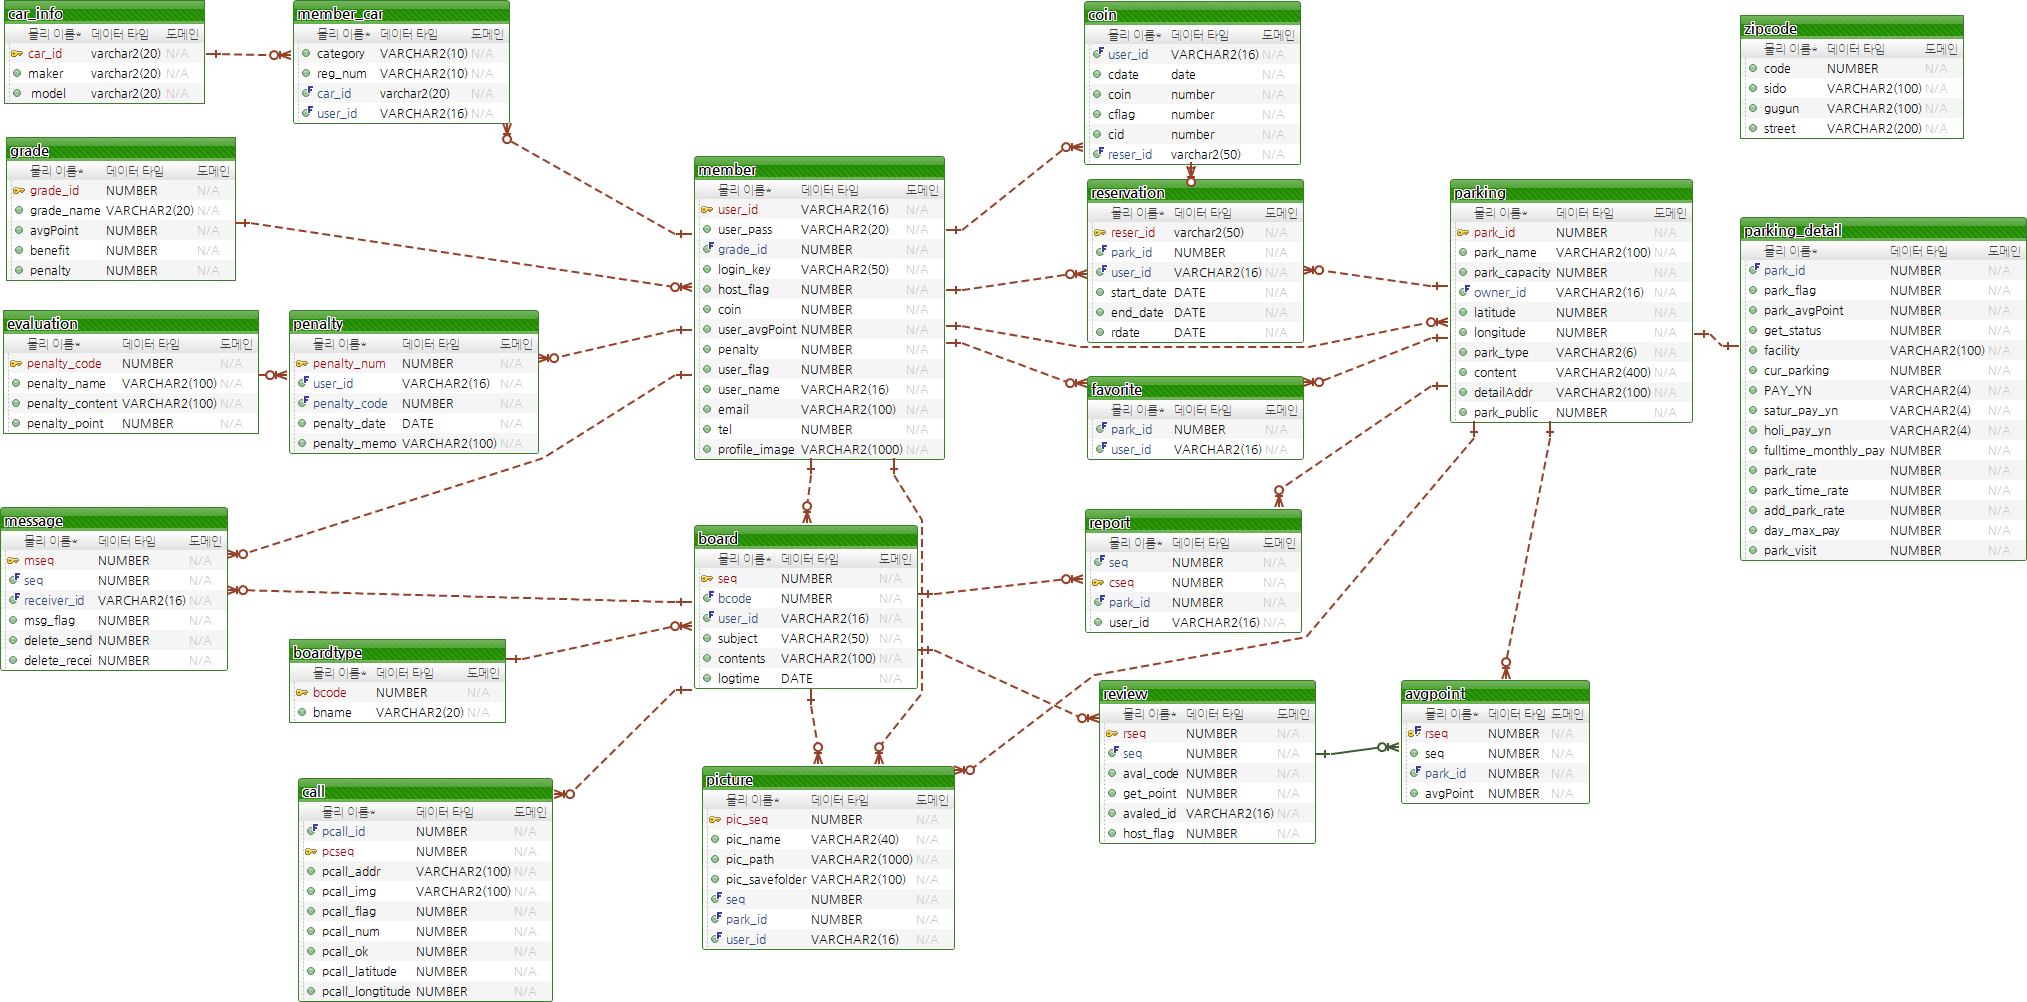 car_info
물리 이름* 데이터 타입 도메인
car_id varchar2(20) N/A
maker varchar2(20) N/A
model varchar2(20) N/A
member_car
물리 이름* 데이터 타입 도메인
category VARCHAR2(10) N/A
reg_num VARCHAR2(10) N/A
car_id varchar2(20) N/A
user_id VARCHAR2(16) N/A
coin
물리 이름* 데이터 타입 도메인
user_id VARCHAR2(16) N/A
cdate date N/A
coin number N/A
cflag number N/A
cid number N/A
reser_id varchar2(50) N/A
zipcode
물리 이름* 데이터 타입 도메인
code NUMBER N/A
sido VARCHAR2(100) N/A
gugun VARCHAR2(100) N/A
street VARCHAR2(200) N/A
grade
물리 이름* 데이터 타입 도메인
grade_id NUMBER N/A
grade_name VARCHAR2(20) N/A
avgPoint NUMBER N/A
benefit NUMBER N/A
penalty NUMBER N/A
member
물리 이름* 데이터 타입 도메인
user_id VARCHAR2(16) N/A
user_pass VARCHAR2(20) N/A
grade_id NUMBER N/A
login_key VARCHAR2(50) N/A
host_flag NUMBER N/A
coin NUMBER N/A
user_avgPoint NUMBER N/A
penalty NUMBER N/A
user_flag NUMBER N/A
user_name VARCHAR2(16) N/A
email VARCHAR2(100) N/A
tel NUMBER N/A
profile_image VARCHAR2(1000) N/A
reservation
물리 이름* 데이터 타입 도메인
reser_id varchar2(50) N/A
park_id NUMBER N/A
user_id VARCHAR2(16) N/A
start_date DATE N/A
end_date DATE N/A
rdate DATE N/A
parking
물리 이름* 데이터 타입 도메인
park_id NUMBER N/A
park_name VARCHAR2(100) N/A
park_capacity NUMBER N/A
owner_id VARCHAR2(16) N/A
latitude NUMBER N/A
longitude NUMBER N/A
park_type VARCHAR2(6) N/A
content VARCHAR2(400) N/A
detailAddr VARCHAR2(100) N/A
park_public NUMBER N/A
parking_detail
물리 이름* 데이터 타입 도메인
park_id NUMBER N/A
park_flag NUMBER N/A
park_avgPoint NUMBER N/A
get_status NUMBER N/A
facility VARCHAR2(100) N/A
cur_parking NUMBER N/A
PAY_YN VARCHAR2(4) N/A
satur_pay_yn VARCHAR2(4) N/A
holi_pay_yn VARCHAR2(4) N/A
fulltime_monthly_pay NUMBER N/A
park_rate NUMBER N/A
park_time_rate NUMBER N/A
add_park_rate NUMBER N/A
day_max_pay NUMBER N/A
park_visit NUMBER N/A
evaluation
물리 이름* 데이터 타입 도메인
penalty_code NUMBER N/A
penalty_name VARCHAR2(100) N/A
penalty_content VARCHAR2(100) N/A
penalty_point NUMBER N/A
penalty
물리 이름* 데이터 타입 도메인
penalty_num NUMBER N/A
user_id VARCHAR2(16) N/A
penalty_code NUMBER N/A
penalty_date DATE N/A
penalty_memo VARCHAR2(100) N/A
favorite
물리 이름* 데이터 타입 도메인
park_id NUMBER N/A
user_id VARCHAR2(16) N/A
message
물리 이름* 데이터 타입 도메인
mseq NUMBER N/A
seq NUMBER N/A
receiver_id VARCHAR2(16) N/A
msg_flag NUMBER N/A
delete_send NUMBER N/A
delete_recei NUMBER N/A
board
물리 이름* 데이터 타입 도메인
seq NUMBER N/A
bcode NUMBER N/A
user_id VARCHAR2(16) N/A
subject VARCHAR2(50) N/A
contents VARCHAR2(100) N/A
logtime DATE N/A
report
물리 이름* 데이터 타입 도메인
seq NUMBER N/A
cseq NUMBER N/A
park_id NUMBER N/A
user_id VARCHAR2(16) N/A
boardtype
물리 이름* 데이터 타입 도메인
bcode NUMBER N/A
bname VARCHAR2(20) N/A
review
물리 이름* 데이터 타입 도메인
rseq NUMBER N/A
seq NUMBER N/A
aval_code NUMBER N/A
get_point NUMBER N/A
avaled_id VARCHAR2(16) N/A
host_flag NUMBER N/A
avgpoint
물리 이름* 데이터 타입 도메인
rseq NUMBER N/A
seq NUMBER N/A
park_id NUMBER N/A
avgPoint NUMBER N/A
call
물리 이름* 데이터 타입 도메인
pcall_id NUMBER N/A
pcseq NUMBER N/A
pcall_addr VARCHAR2(100) N/A
pcall_img VARCHAR2(100) N/A
pcall_flag NUMBER N/A
pcall_num NUMBER N/A
pcall_ok NUMBER N/A
pcall_latitude NUMBER N/A
pcall_longtitude NUMBER N/A
picture
물리 이름* 데이터 타입 도메인
pic_seq NUMBER N/A
pic_name VARCHAR2(40) N/A
pic_path VARCHAR2(1000) N/A
pic_savefolder VARCHAR2(100) N/A
seq NUMBER N/A
park_id NUMBER N/A
user_id VARCHAR2(16) N/A